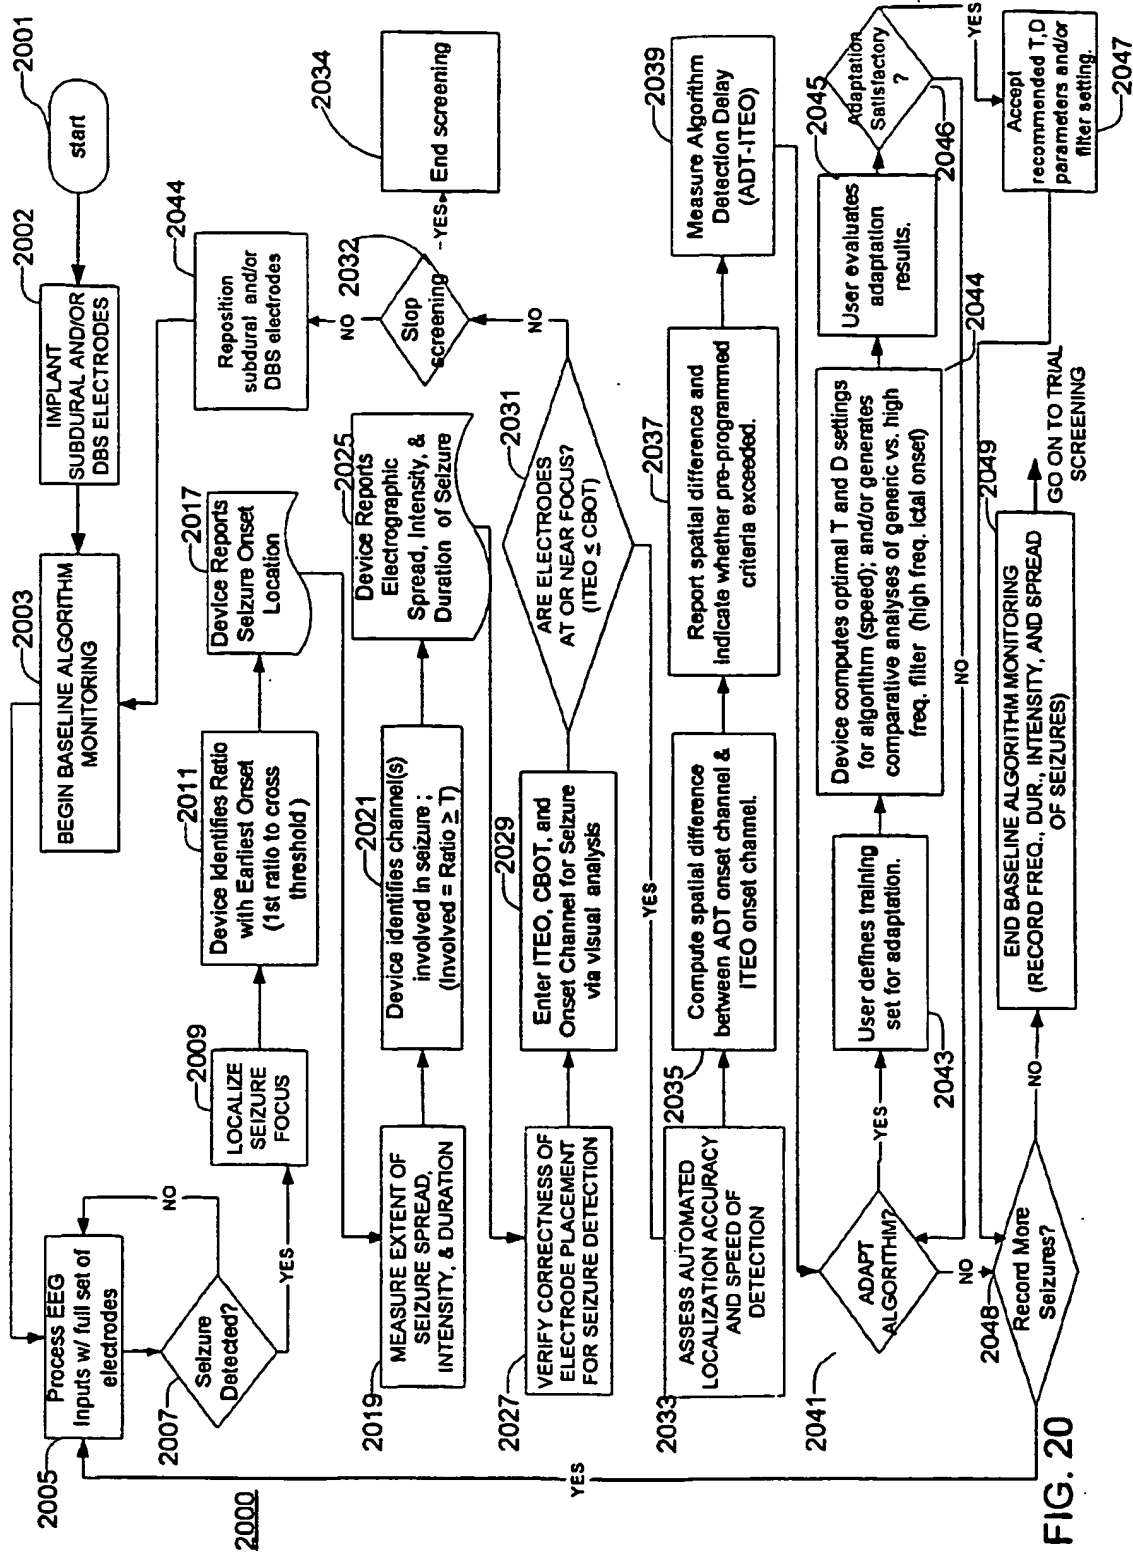 2001
start
2002
IMPLANT
SUBDURAL AND/OR
DBS ELECTRODES
2003
BEGIN BASELINE ALGORITHM
MONITORING
2005
Process EEG
Inputs w/ full set of
electrodes
2007
Seizure
Detected?
NO
YES
2009
LOCALIZE
SEIZURE
FOCUS
2011
Device Identifies Ratio
with Earliest Onset
(1st ratio to cross
threshold )
2017
Device Reports
Seizure Onset
Location
2044
Reposition
subdural and/or
DBS electrodes
2034
End screening
YES
2032
Stop
screening
NO
NO
2019
MEASURE EXTENT OF
SEIZURE SPREAD,
INTENSITY, & DURATION
2021
Device identifies channel(s)
involved in seizure ;
(Involved = Ratio ≥ T)
2025
Device Reports
Electrographic
Spread, Intensity, &
Duration of Seizure
2027
VERIFY CORRECTNESS OF
ELECTRODE PLACEMENT
FOR SEIZURE DETECTION
2029
Enter ITEO, CBOT, and
Onset Channel for Seizure
via visual analysis
2031
ARE ELECTRODES
AT OR NEAR FOCUS?
(ITEO ≤ CBOT)
YES
2033
ASSESS AUTOMATED
LOCALIZATION ACCURACY
AND SPEED OF
DETECTION
2035
Compute spatial difference
between ADT onset channel &
ITEO onset channel.
2037
Report spatial difference and
Indicate whether pre-programmed
criteria exceeded.
2039
Measure Algorithm
Detection Delay
(ADT-ITEO)
2041
ADAPT
ALGORITHM?
YES
NO
2043
User defines training
set for adaptation.
2044
Device computes optimal T and D settings
for algorithm (speed); and/or generates
comparative analyses of generic vs. high
freq. filter (high freq. ictal onset)
2045
User evaluates
adaptation
results.
2046
Adaptation
Satisfactory
?
NO
YES
2047
Accept
recommended T,D
parameters and/or
filter setting.
2048
Record More
Seizures?
NO
YES
2049
END BASELINE ALGORITHM MONITORING
(RECORD FREQ., DUR., INTENSITY, AND SPREAD
OF SEIZURES)
GO ON TO TRIAL
SCREENING
2000
FIG. 20